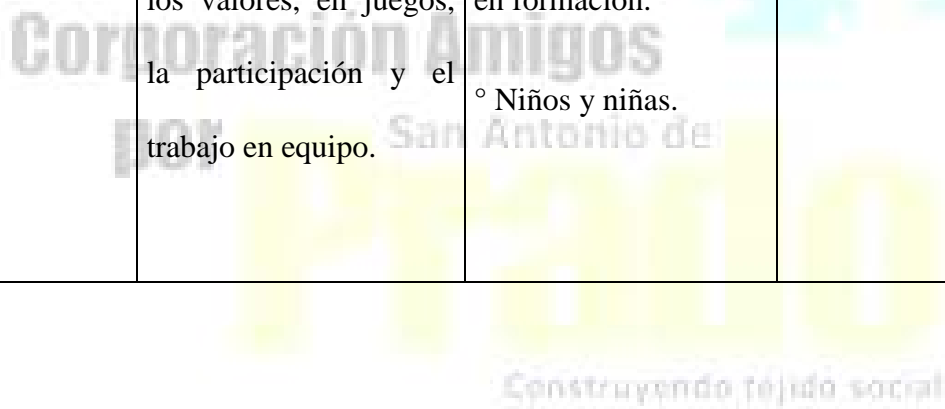 los valores, en juegos,
la participación y el
trabajo en equipo.
en formación.
° Niños y niñas.
Corporación Amigos
por San Antonio de
Prado
Construyendo tejido social